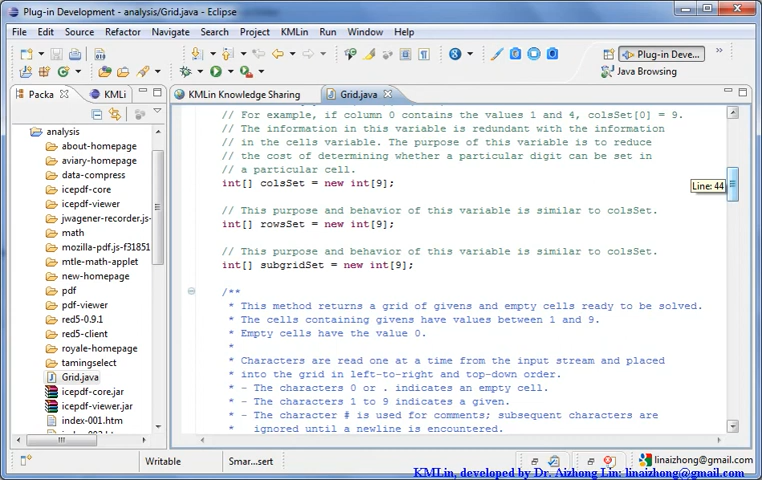 Plug-in Development - analysis/Grid.java - Eclipse
File Edit Source Refactor Navigate Search Project KMLin Run Window Help
Plug-in Deve...
Java Browsing
Packa
KMLi
KMLin Knowledge Sharing
Grid.java
analysis
about-homepage
aviary-homepage
data-compress
icepdf-core
icepdf-viewer
jwagener-recorder.js-
math
mozilla-pdf.js-f31851
mtle-math-applet
new-homepage
pdf
pdf-viewer
red5-0.9.1
red5-client
royale-homepage
tamingselect
Grid.java
icepdf-core.jar
icepdf-viewer.jar
index-001.htm
// For example, if column 0 contains the values 1 and 4, colsSet[0] = 9.
// The information in this variable is redundant with the information
// in the cells variable. The purpose of this variable is to reduce
// the cost of determining whether a particular digit can be set in
// a particular cell.
int[] colsSet = new int[9];
// This purpose and behavior of this variable is similar to colsSet.
int[] rowsSet = new int[9];
// This purpose and behavior of this variable is similar to colsSet.
int[] subgridSet = new int[9];
/**
* This method returns a grid of givens and empty cells ready to be solved.
* The cells containing givens have values between 1 and 9.
* Empty cells have the value 0.
*
* Characters are read one at a time from the input stream and placed
* into the grid in left-to-right and top-down order.
* - The characters 0 or . indicates an empty cell.
* - The characters 1 to 9 indicates a given.
* - The character # is used for comments; subsequent characters are
* ignored until a newline is encountered.
Line: 44
Writable
Smar...sert
linaizhong@gmail.com
KMLin, developed by Dr. Aizhong Lin: linaizhong@gmail.com